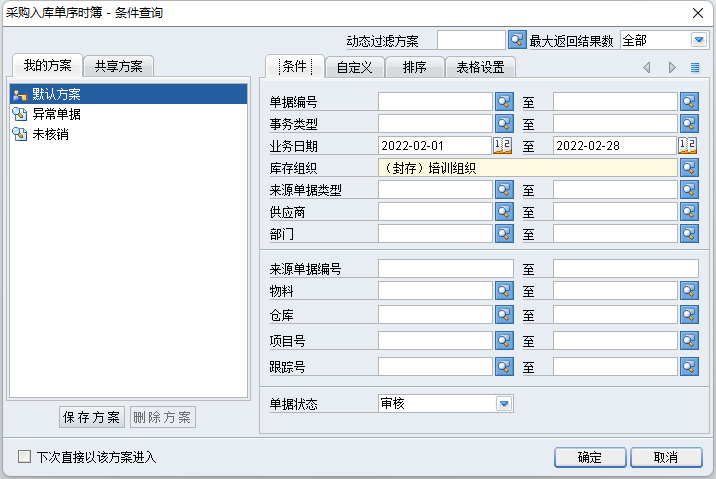 采购入库单序时簿 - 条件查询
动态过滤方案 最大返回结果数 全部
我的方案 共享方案
默认方案
异常单据
未核销
保存方案 删除方案
条件 自定义 排序 表格设置
单据编号 至
事务类型 至
业务日期 2022-02-01 至 2022-02-28
库存组织 （封存）培训组织
来源单据类型 至
供应商 至
部门 至
来源单据编号 至
物料 至
仓库 至
项目号 至
跟踪号 至
单据状态 审核
下次直接以该方案进入 确定 取消